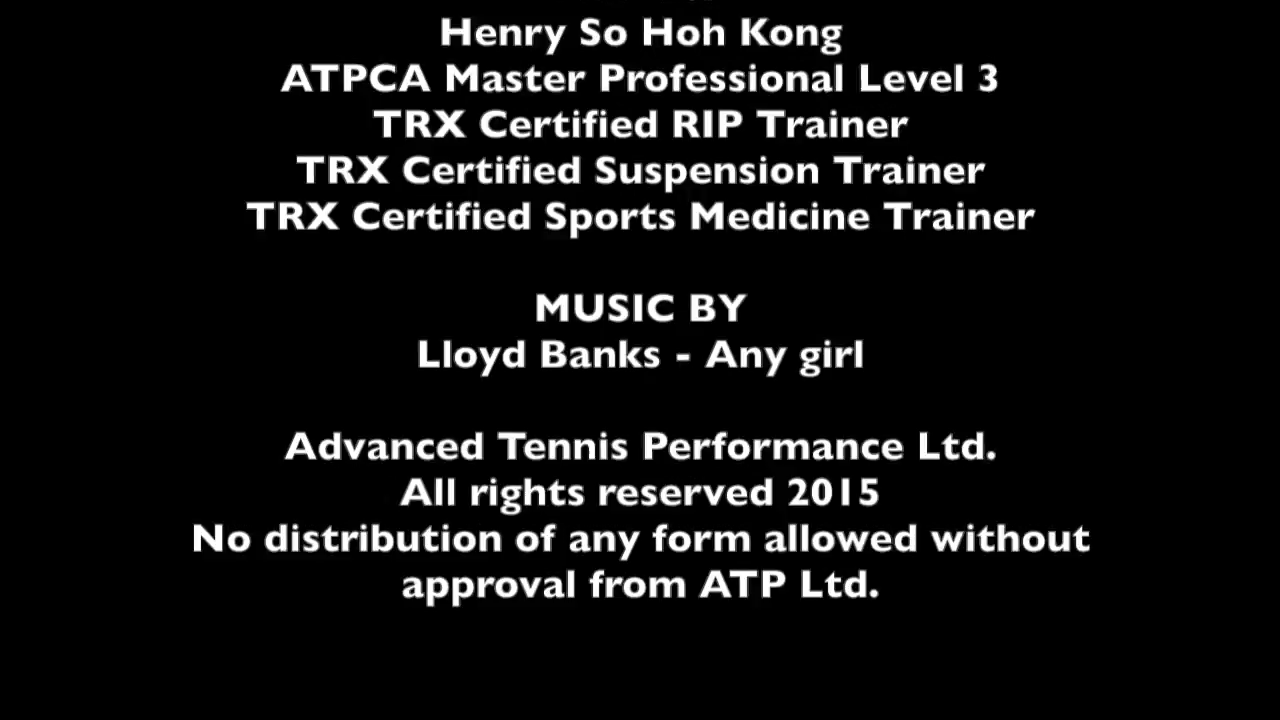 Henry So Hoh Kong
ATPCA Master Professional Level 3
TRX Certified RIP Trainer
TRX Certified Suspension Trainer
TRX Certified Sports Medicine Trainer
MUSIC BY
Lloyd Banks - Any girl
Advanced Tennis Performance Ltd.
All rights reserved 2015
No distribution of any form allowed without
approval from ATP Ltd.